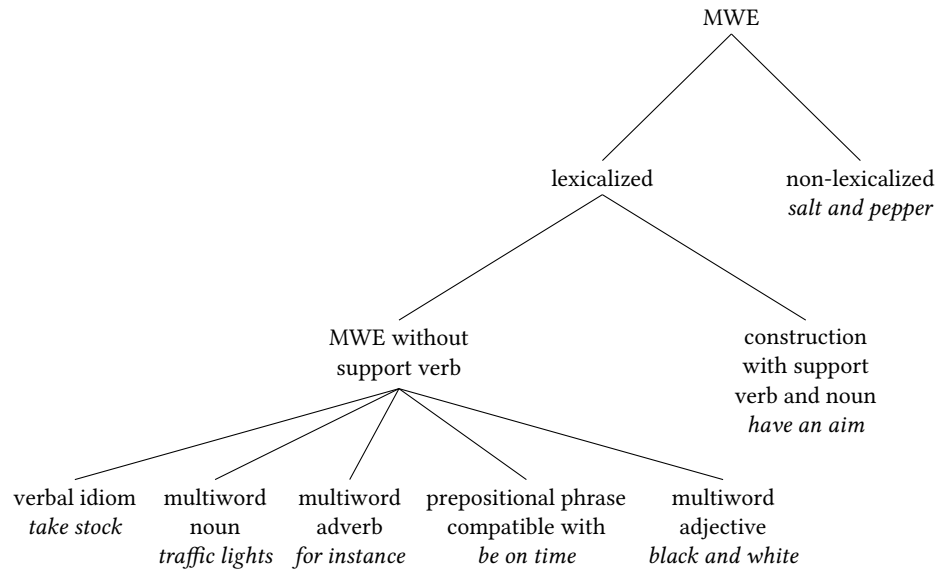 MWE
lexicalized
non-lexicalized
salt and pepper
MWE without
support verb
construction
with support
verb and noun
have an aim
verbal idiom
take stock
multiword
noun
traffic lights
multiword
adverb
for instance
prepositional phrase
compatible with
be on time
multiword
adjective
black and white